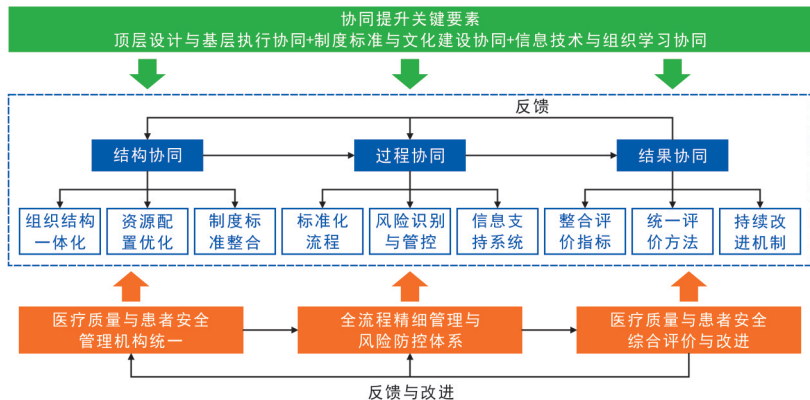 协同提升关键要素
顶层设计与基层执行协同+制度标准与文化建设协同+信息技术与组织学习协同
反馈
结构协同
过程协同
结果协同
组织结构
一体化
资源配
置优化
制度标
准整合
标准化
流程
风险识别
与管控
信息支
持系统
整合评
价指标
统一评
价方法
持续改
进机制
医疗质量与患者安全
管理机构统一
全流程精细管理与
风险防控体系
医疗质量与患者安全
综合评价与改进
反馈与改进